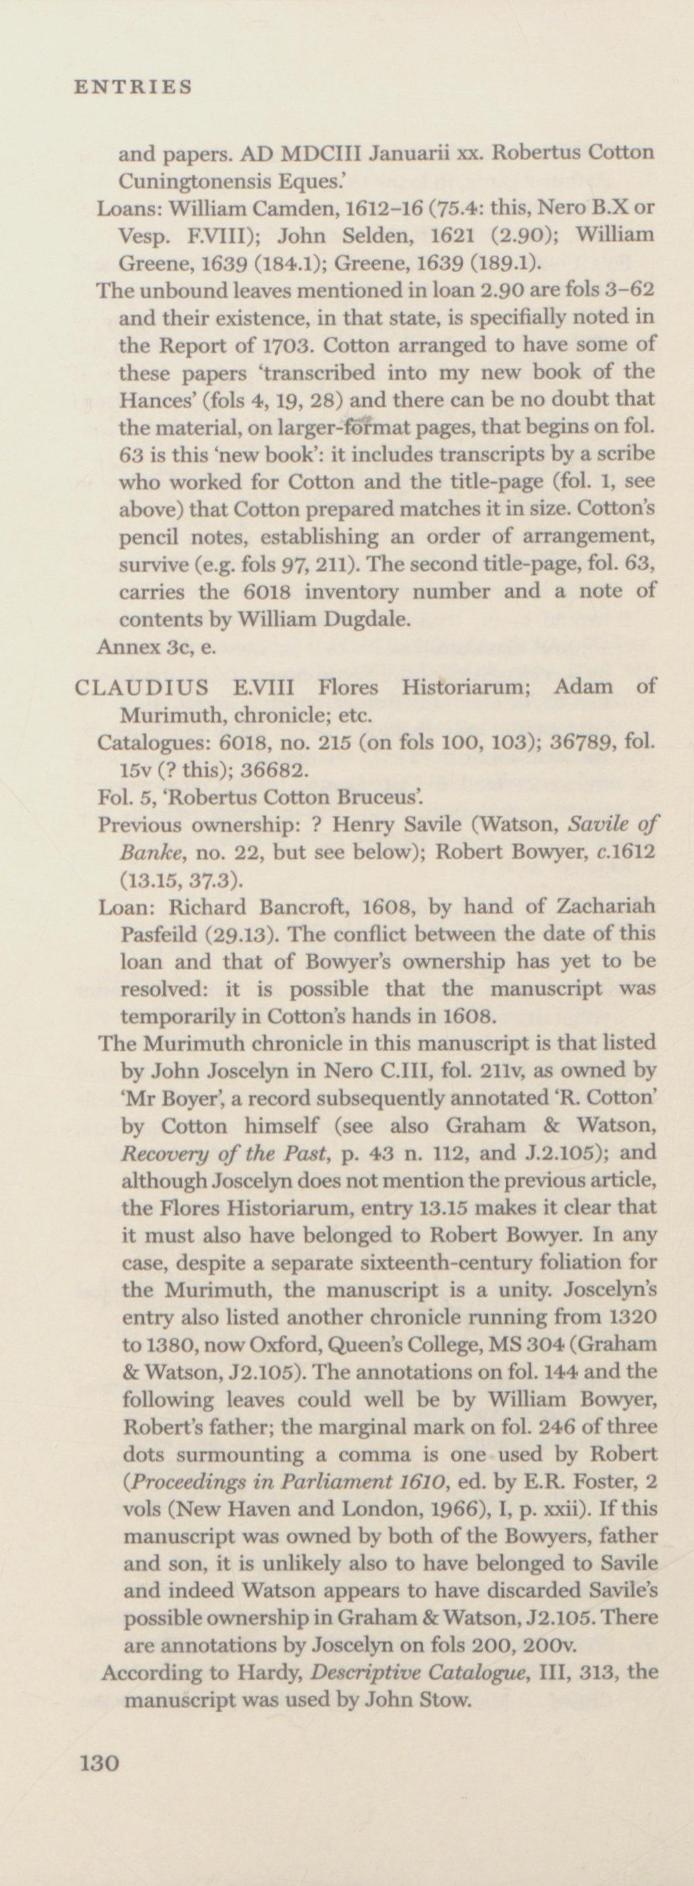 ENTRIES
and papers. AD MDCIII Januarii xx. Robertus Cotton
Cuningtonensis Eques.'
Loans: William Camden, 1612–16 (75.4: this, Nero B.X or
Vesp. F.VIII); John Selden, 1621 (2.90); William
Greene, 1639 (184.1); Greene, 1639 (189.1).
The unbound leaves mentioned in loan 2.90 are fols 3–62
and their existence, in that state, is specifially noted in
the Report of 1703. Cotton arranged to have some of
these papers 'transcribed into my new book of the
Hances' (fols 4, 19, 28) and there can be no doubt that
the material, on larger-format pages, that begins on fol.
63 is this 'new book': it includes transcripts by a scribe
who worked for Cotton and the title-page (fol. 1, see
above) that Cotton prepared matches it in size. Cotton's
pencil notes, establishing an order of arrangement,
survive (e.g. fols 97, 211). The second title-page, fol. 63,
carries the 6018 inventory number and a note of
contents by William Dugdale.
Annex 3c, e.
CLAUDIUS E.VIII Flores Historiarum; Adam of
Murimuth, chronicle; etc.
Catalogues: 6018, no. 215 (on fols 100, 103); 36789, fol.
15v (? this); 36682.
Fol. 5, 'Robertus Cotton Bruceus'.
Previous ownership: ? Henry Savile (Watson, Savile of
Banke, no. 22, but see below); Robert Bowyer, c.1612
(13.15, 37.3).
Loan: Richard Bancroft, 1608, by hand of Zachariah
Pasfeild (29.13). The conflict between the date of this
loan and that of Bowyer's ownership has yet to be
resolved: it is possible that the manuscript was
temporarily in Cotton's hands in 1608.
The Murimuth chronicle in this manuscript is that listed
by John Joscelyn in Nero C.III, fol. 211v, as owned by
'Mr Boyer', a record subsequently annotated 'R. Cotton'
by Cotton himself (see also Graham & Watson,
Recovery of the Past, p. 43 n. 112, and J.2.105); and
although Joscelyn does not mention the previous article,
the Flores Historiarum, entry 13.15 makes it clear that
it must also have belonged to Robert Bowyer. In any
case, despite a separate sixteenth-century foliation for
the Murimuth, the manuscript is a unity. Joscelyn's
entry also listed another chronicle running from 1320
to 1380, now Oxford, Queen's College, MS 304 (Graham
& Watson, J2.105). The annotations on fol. 144 and the
following leaves could well be by William Bowyer,
Robert's father; the marginal mark on fol. 246 of three
dots surmounting a comma is one used by Robert
(Proceedings in Parliament 1610, ed. by E.R. Foster, 2
vols (New Haven and London, 1966), I, p. xxii). If this
manuscript was owned by both of the Bowyers, father
and son, it is unlikely also to have belonged to Savile
and indeed Watson appears to have discarded Savile's
possible ownership in Graham & Watson, J2.105. There
are annotations by Joscelyn on fols 200, 200v.
According to Hardy, Descriptive Catalogue, III, 313, the
manuscript was used by John Stow.
130